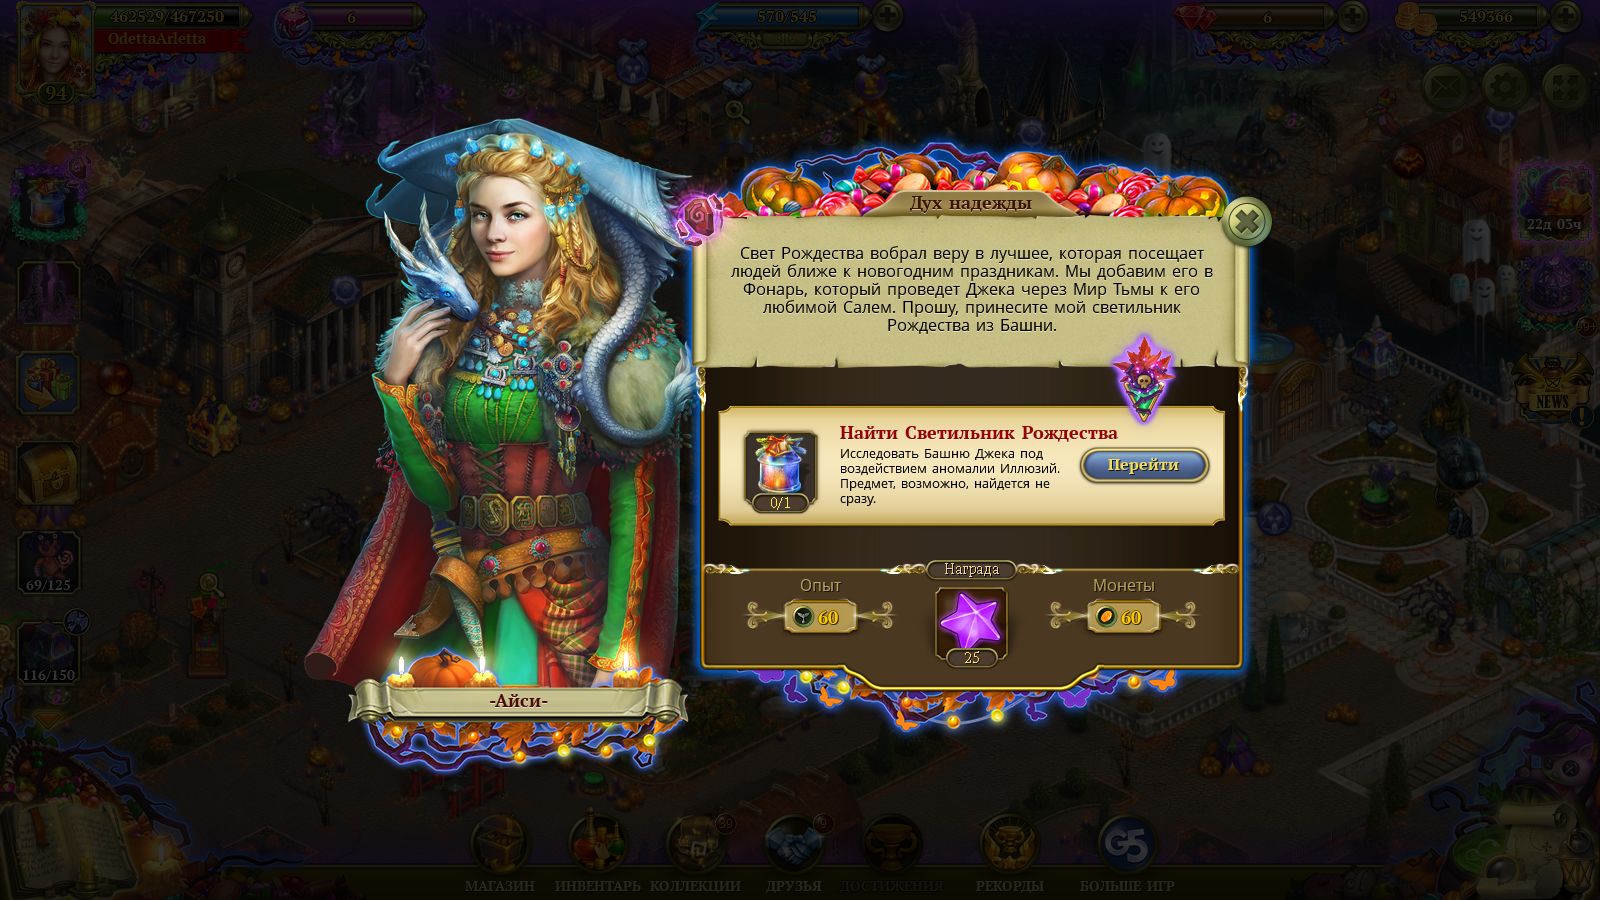 462529/467250
6
570/545
6
549366
OdettaArletta
94
Дух надежды
Свет Рождества вобрал веру в лучшее, которая посещает
людей ближе к новогодним праздникам. Мы добавим его в
Фонарь, который проведет Джека через Мир Тьмы к его
любимой Салем. Прошу, принесите мой светильник
Рождества из Башни.
22д 03ч
99+
NEWS
Найти Светильник Рождества
Исследовать Башню Джека под
воздействием аномалии Иллюзий.
Предмет, возможно, найдется не
сразу.
Перейти
0/1
69/125
116/150
Награда
Опыт
Монеты
60
60
25
-Айси-
99
9
G5
МАГАЗИН
ИНВЕНТАРЬ
КОЛЛЕКЦИИ
ДРУЗЬЯ
ДОСТИЖЕНИЯ
РЕКОРДЫ
БОЛЬШЕ ИГР